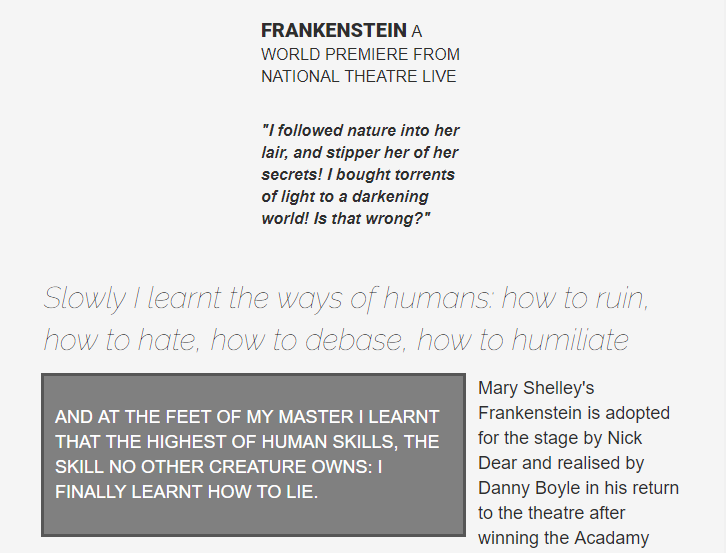 FRANKENSTEIN A
WORLD PREMIERE FROM
NATIONAL THEATRE LIVE
"I followed nature into her
lair, and stipper her of her
secrets! I bought torrents
of light to a darkening
world! Is that wrong?"
Slowly I learnt the ways of humans: how to ruin,
how to hate, how to debase, how to humiliate
AND AT THE FEET OF MY MASTER I LEARNT
THAT THE HIGHEST OF HUMAN SKILLS, THE
SKILL NO OTHER CREATURE OWNS: I
FINALLY LEARNT HOW TO LIE.
Mary Shelley's
Frankenstein is adopted
for the stage by Nick
Dear and realised by
Danny Boyle in his return
to the theatre after
winning the Acadamy